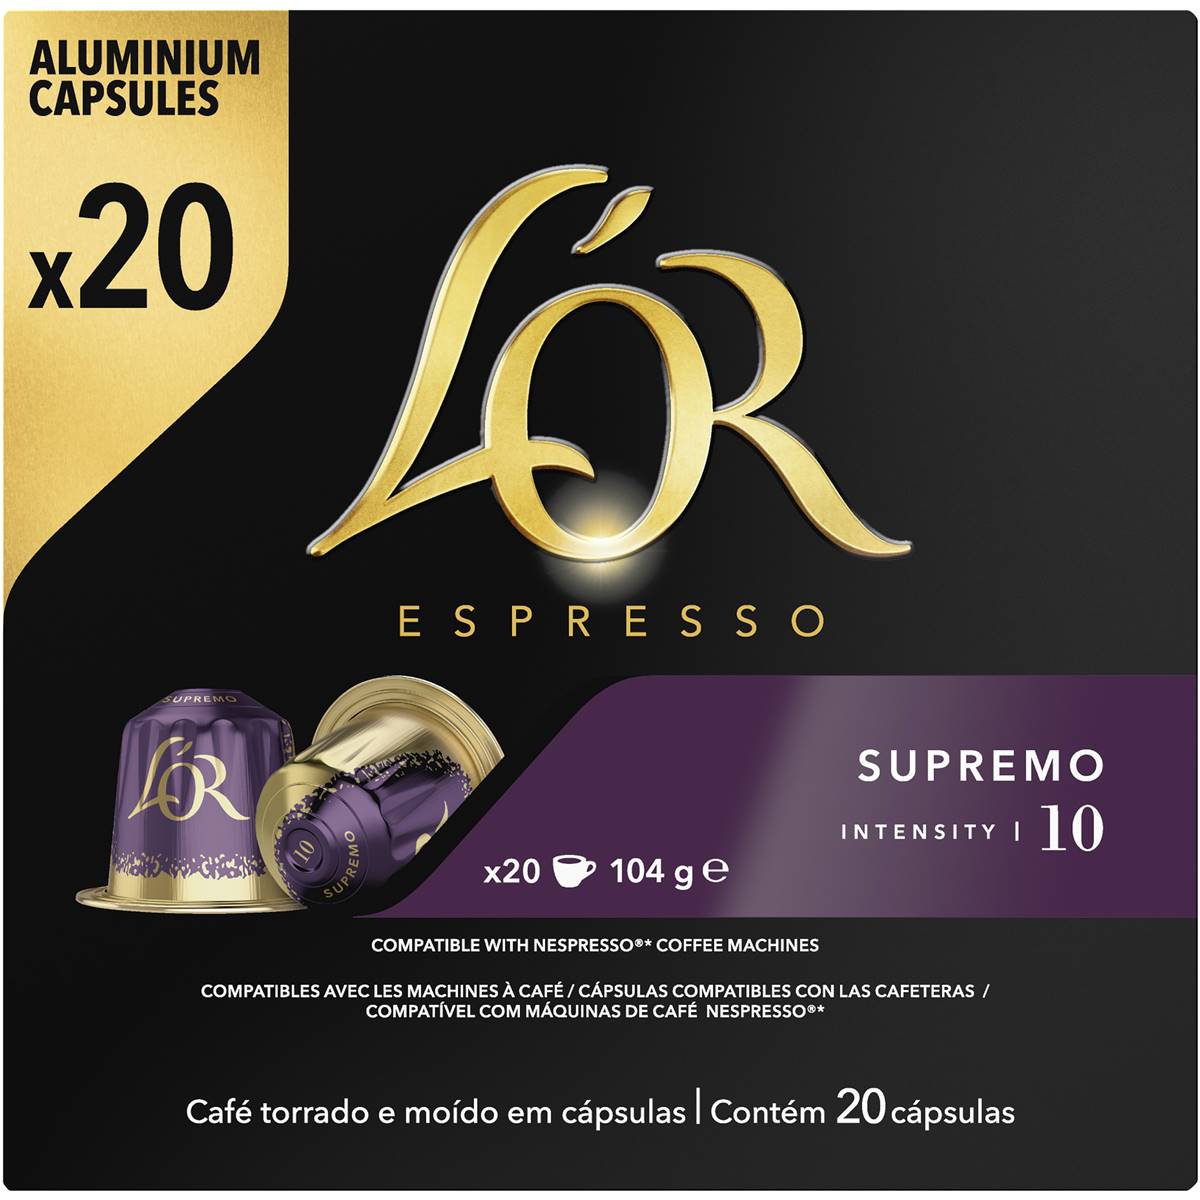 ALUMINIUM
CAPSULES
x20
L'OR
ESPRESSO
SUPREMO
L'OR
10
SUPREMO
SUPREMO
INTENSITY | 10
x20 104 g ℮
COMPATIBLE WITH NESPRESSO®* COFFEE MACHINES
COMPATIBLES AVEC LES MACHINES À CAFÉ / CÁPSULAS COMPATIBLES CON LAS CAFETERAS /
COMPATÍVEL COM MÁQUINAS DE CAFÉ NESPRESSO®*
Café torrado e moído em cápsulas | Contém 20 cápsulas